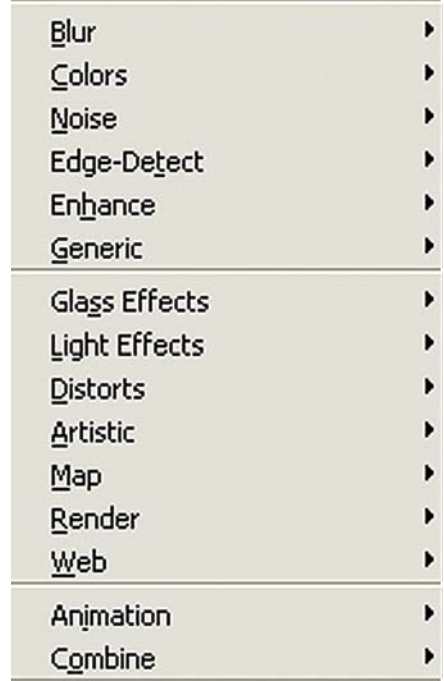 Blur
Colors
Noise
Edge-Detect
Enhance
Generic
Glass Effects
Light Effects
Distorts
Artistic
Map
Render
Web
Animation
Combine